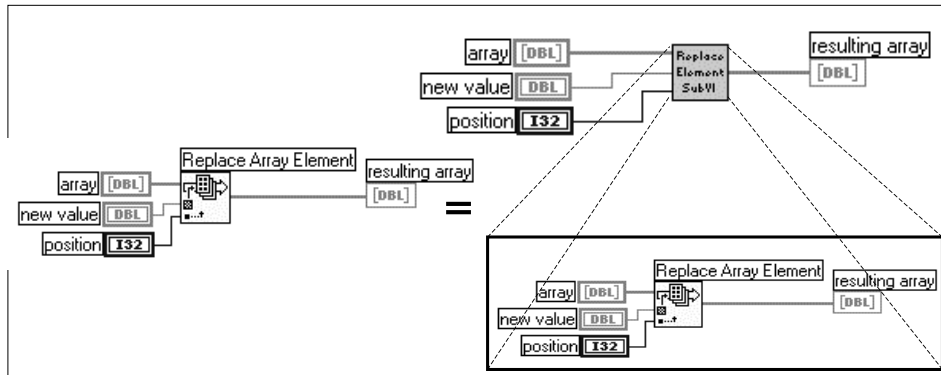 array [DBL]
new value DBL
position I32
Replace
Element
SubVI
resulting array
[DBL]
Replace Array Element
array [DBL]
new value DBL
position I32
resulting array
[DBL]
=
Replace Array Element
array [DBL]
new value DBL
position I32
resulting array
[DBL]